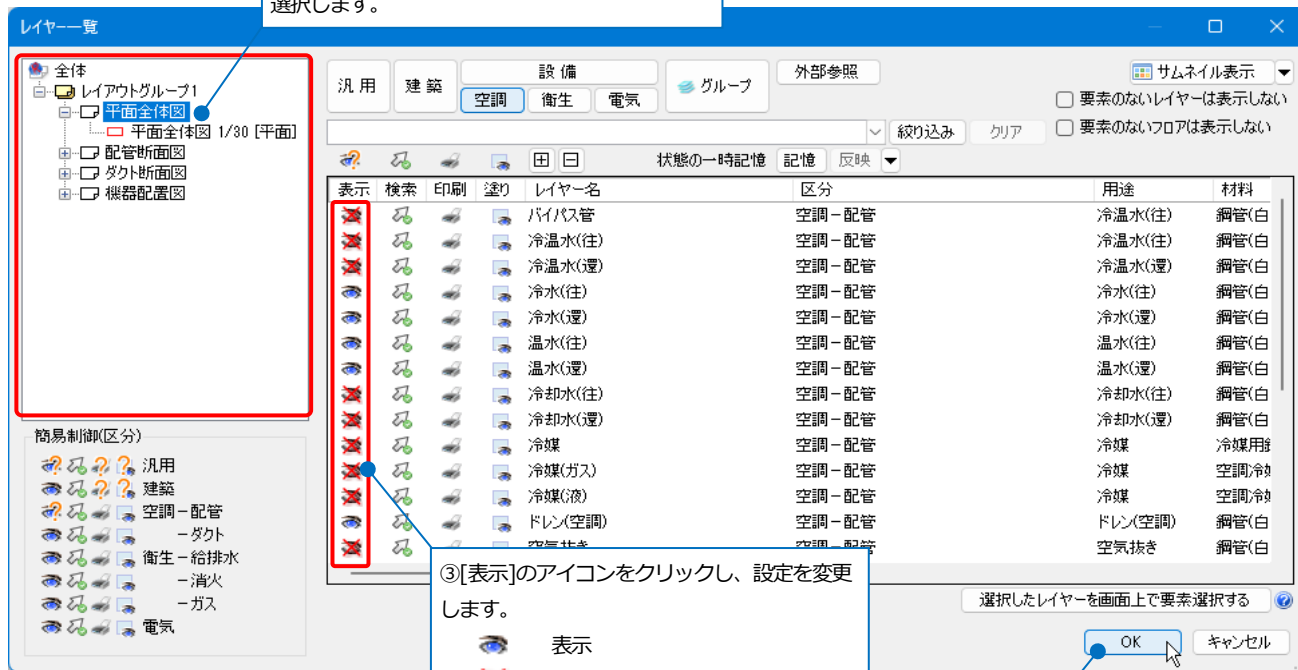 選択します。
レイヤー一覧
全体
レイアウトグループ1
平面全体図
平面全体図 1/30 [平面]
配管断面図
ダクト断面図
機器配置図
簡易制御(区分)
汎用
建築
空調－配管
－ダクト
衛生－給排水
－消火
－ガス
電気
汎用 建築 設備 グループ 外部参照 サムネイル表示
空調 衛生 電気
要素のないレイヤーは表示しない
要素のないフロアは表示しない
絞り込み クリア
状態の一時記憶 記憶 反映
表示 検索 印刷 塗り レイヤー名 区分 用途 材料
バイパス管 空調－配管 冷温水(往) 鋼管(白
冷温水(往) 空調－配管 冷温水(往) 鋼管(白
冷温水(還) 空調－配管 冷温水(還) 鋼管(白
冷水(往) 空調－配管 冷水(往) 鋼管(白
冷水(還) 空調－配管 冷水(還) 鋼管(白
温水(往) 空調－配管 温水(往) 鋼管(白
温水(還) 空調－配管 温水(還) 鋼管(白
冷却水(往) 空調－配管 冷却水(往) 鋼管(白
冷却水(還) 空調－配管 冷却水(還) 鋼管(白
冷媒 空調－配管 冷媒 冷媒用
冷媒(ガス) 空調－配管 冷媒 空調冷
冷媒(液) 空調－配管 冷媒 空調冷
ドレン(空調) 空調－配管 ドレン(空調) 鋼管(白
空気抜き 空調－配管 空気抜き 鋼管(白
③[表示]のアイコンをクリックし、設定を変更
します。
表示
選択したレイヤーを画面上で要素選択する
OK キャンセル